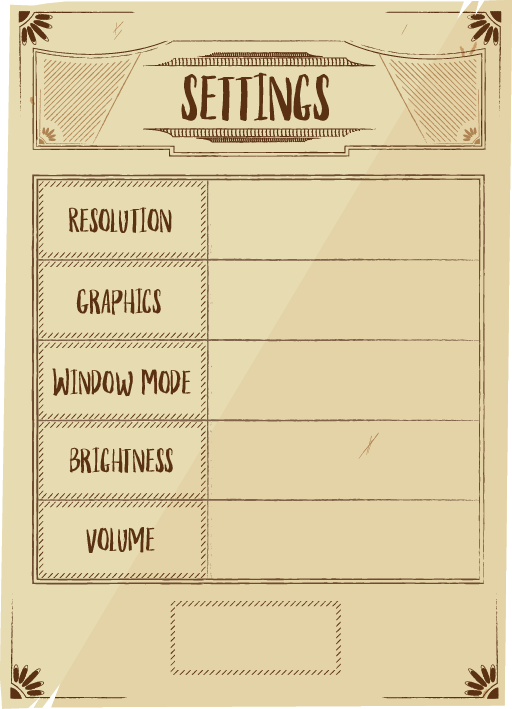 SETTINGS
RESOLUTION
GRAPHICS
WINDOW MODE
BRIGHTNESS
VOLUME